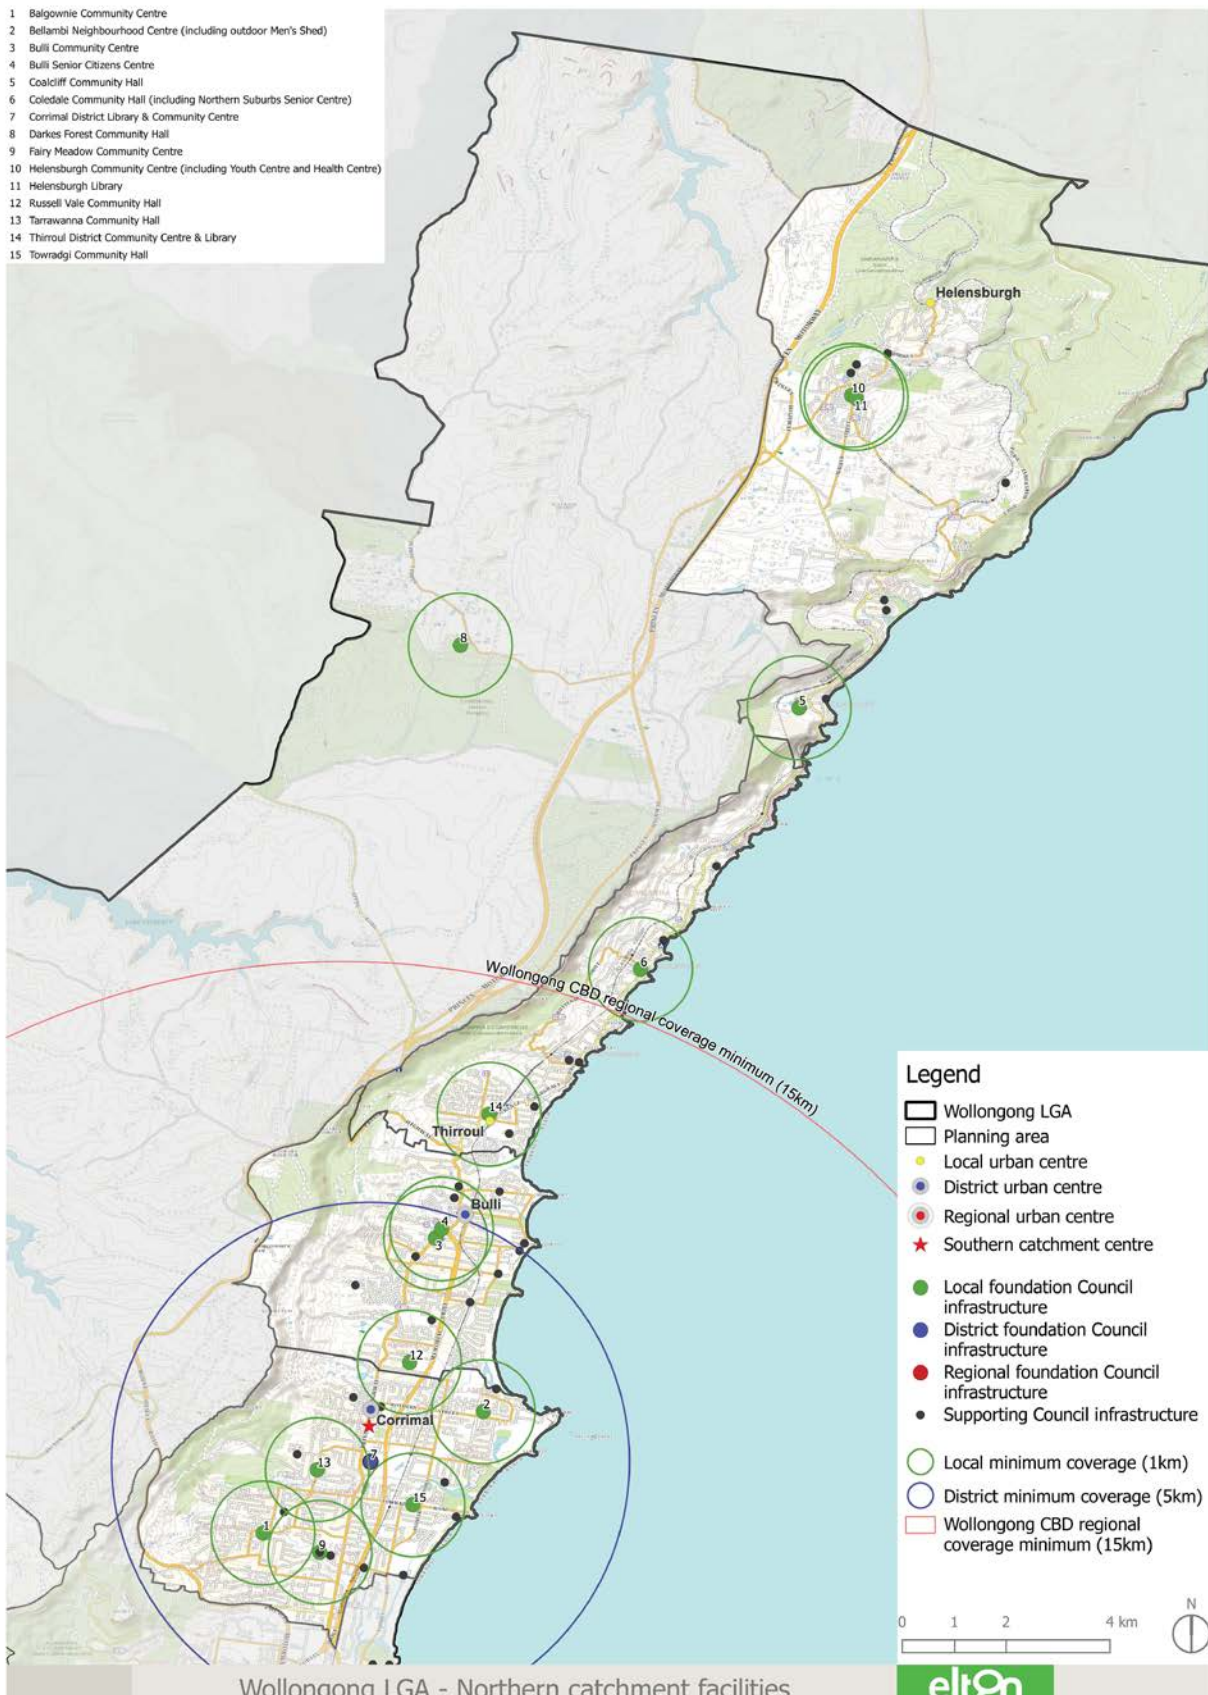 1 Balgownie Community Centre
2 Bellambi Neighbourhood Centre (including outdoor Men's Shed)
3 Bulli Community Centre
4 Bulli Senior Citizens Centre
5 Coalcliff Community Hall
6 Coledale Community Hall (including Northern Suburbs Senior Centre)
7 Corrimal District Library & Community Centre
8 Darkes Forest Community Hall
9 Fairy Meadow Community Centre
10 Helensburgh Community Centre (including Youth Centre and Health Centre)
11 Helensburgh Library
12 Russell Vale Community Hall
13 Tarrawanna Community Hall
14 Thirroul District Community Centre & Library
15 Towradgi Community Hall
Helensburgh
10
11
8
5
6
Wollongong CBD regional coverage minimum (15km)
14
Thirroul
Bulli
4
3
12
2
Corrimal
7
13
15
1
9
Legend
Wollongong LGA
Planning area
Local urban centre
District urban centre
Regional urban centre
Southern catchment centre
Local foundation Council
infrastructure
District foundation Council
infrastructure
Regional foundation Council
infrastructure
Supporting Council infrastructure
Local minimum coverage (1km)
District minimum coverage (5km)
Wollongong CBD regional
coverage minimum (15km)
N
0 1 2 4 km
Wollongong LGA - Northern catchment facilities
elton